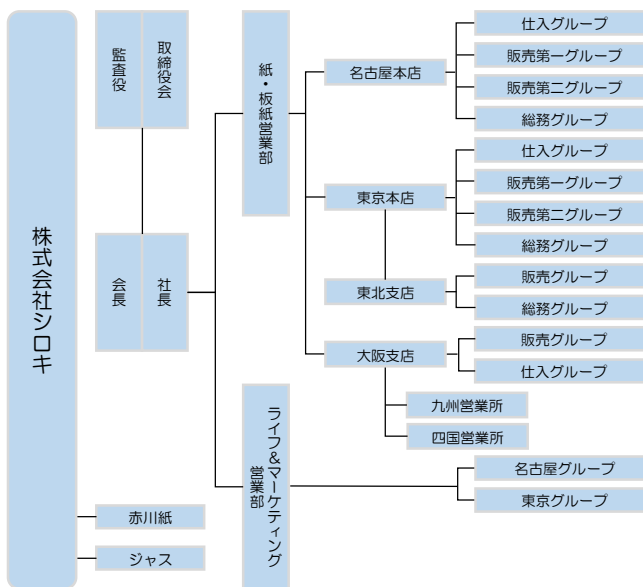 株式会社シロキ
監査役
取締役会
会長
社長
紙・板紙営業部
名古屋本店
仕入グループ
販売第一グループ
販売第二グループ
総務グループ
東京本店
仕入グループ
販売第一グループ
販売第二グループ
総務グループ
東北支店
販売グループ
総務グループ
大阪支店
販売グループ
仕入グループ
九州営業所
四国営業所
ライフ&マーケティング
営業部
名古屋グループ
東京グループ
赤川紙
ジャス